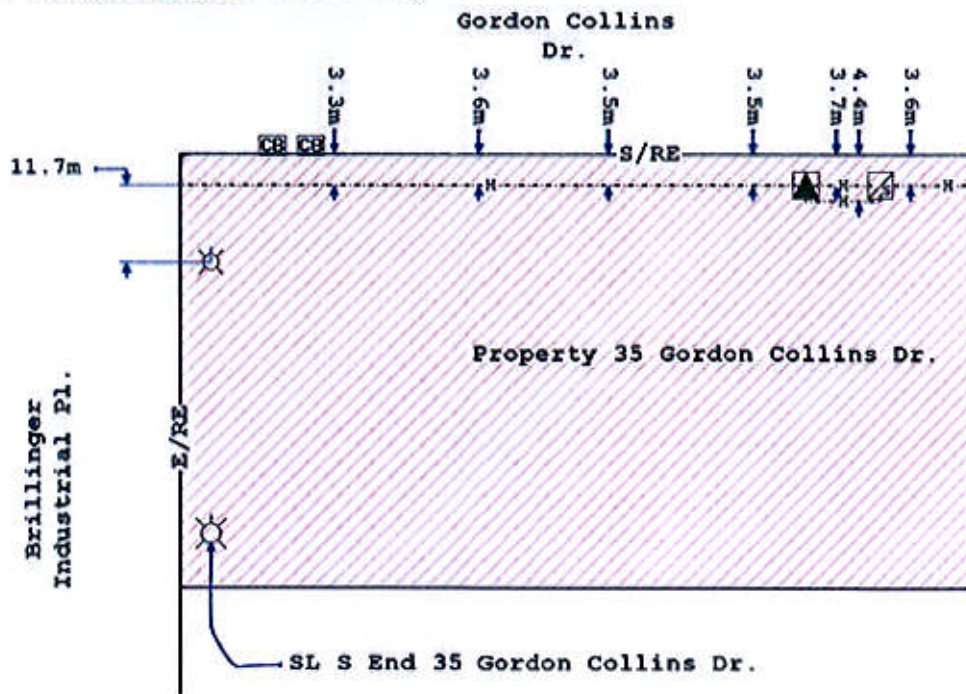 Gordon Collins
Dr.
3.3m
3.6m
3.5m
3.5m
3.7m
4.4m
3.6m
CB
CB
S/RE
11.7m
H
H
H
H
Property 35 Gordon Collins Dr.
E/RE
Brillinger
Industrial Pl.
SL S End 35 Gordon Collins Dr.